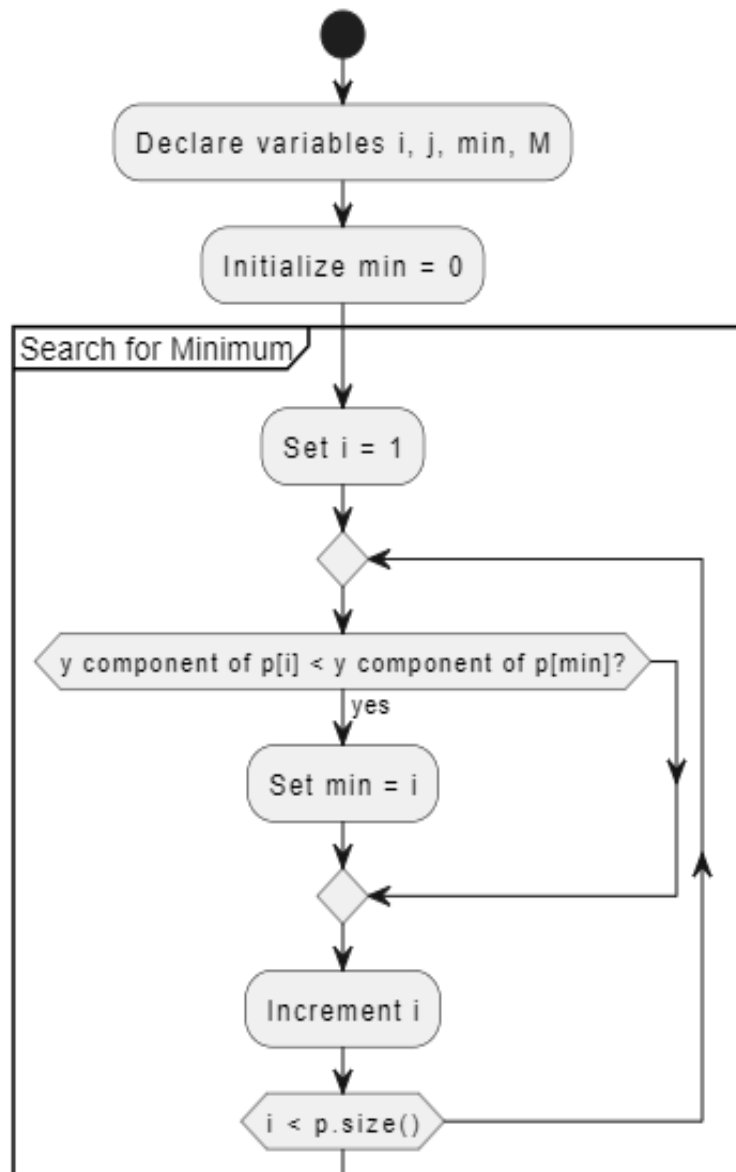 Declare variables i, j, min, M
Initialize min = 0
Search for Minimum
Set i = 1
y component of p[i] < y component of p[min]?
yes
Set min = i
Increment i
i < p.size()